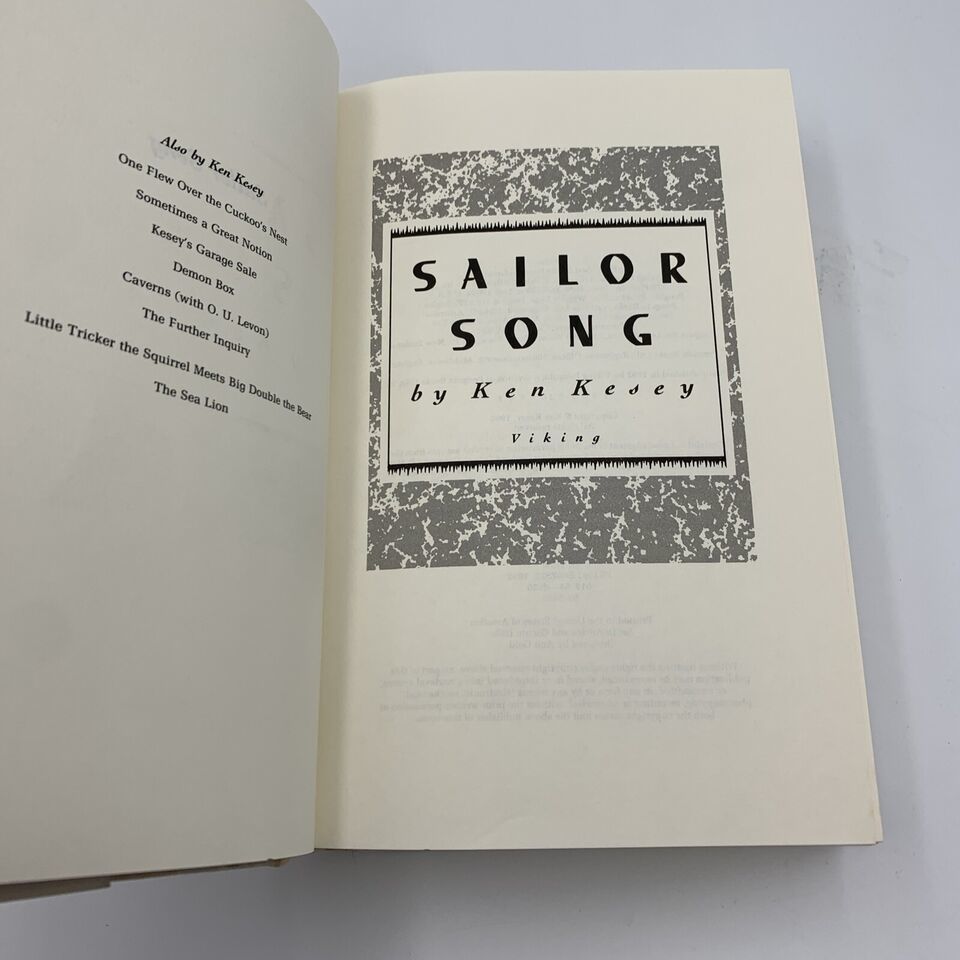 Also by Ken Kesey
One Flew Over the Cuckoo's Nest
Sometimes a Great Notion
Kesey's Garage Sale
Demon Box
Caverns (with O. U. Levon)
The Further Inquiry
Little Tricker the Squirrel Meets Big Double the Bear
The Sea Lion
SAILOR
SONG
by Ken Kesey
Viking